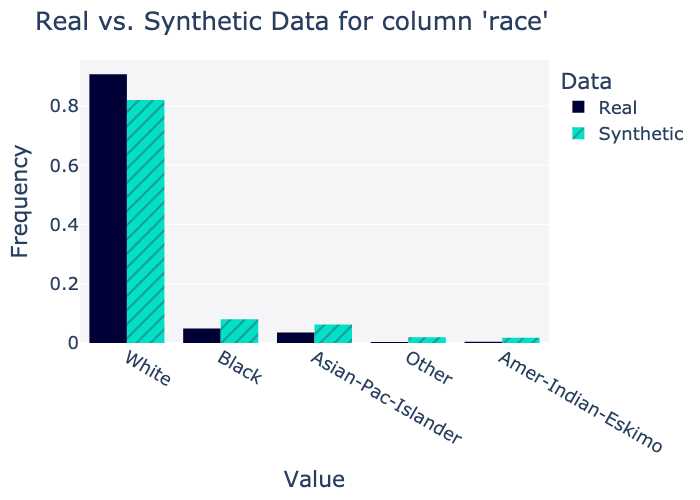 Real vs. Synthetic Data for column 'race'
Data
Real
Synthetic
Frequency
0.8
0.6
0.4
0.2
0
White
Black
Asian-Pac-Islander
Other
Amer-Indian-Eskimo
Value